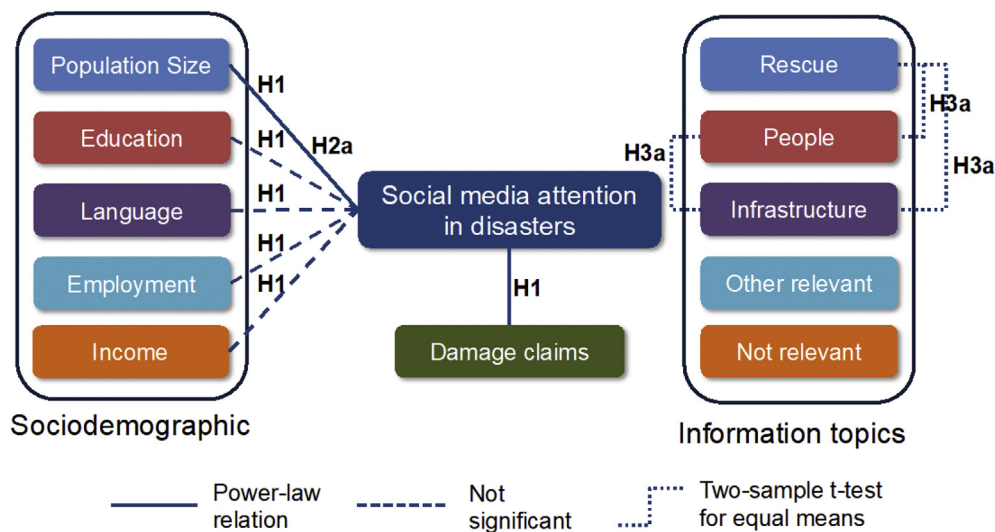 Population Size
Education
Language
Employment
Income
Sociodemographic
H1
H2a
H1
H1
H1
H1
Social media attention
in disasters
H1
Damage claims
Rescue
People
Infrastructure
Other relevant
Not relevant
Information topics
H3a
H3a
H3a
Power-law
relation
Not
significant
Two-sample t-test
for equal means